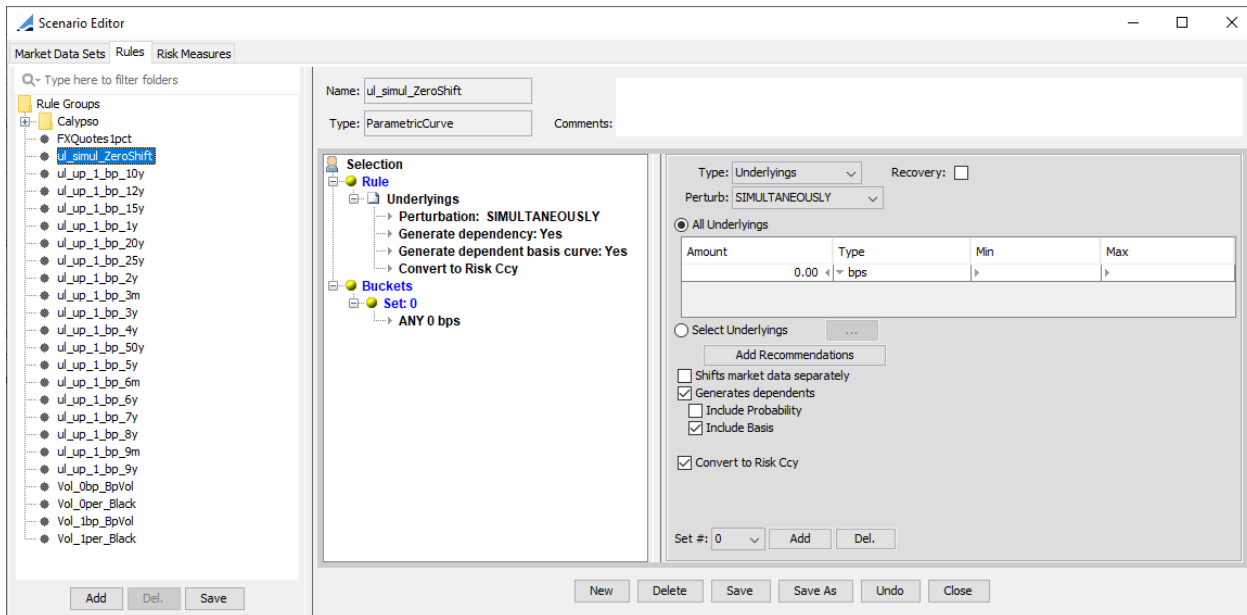 Scenario Editor
Market Data Sets Rules Risk Measures
Type here to filter folders
Rule Groups
Calypso
FXQuotes1pct
ul_simul_ZeroShift
ul_up_1_bp_10y
ul_up_1_bp_12y
ul_up_1_bp_15y
ul_up_1_bp_1y
ul_up_1_bp_20y
ul_up_1_bp_25y
ul_up_1_bp_2y
ul_up_1_bp_3m
ul_up_1_bp_3y
ul_up_1_bp_4y
ul_up_1_bp_50y
ul_up_1_bp_5y
ul_up_1_bp_6m
ul_up_1_bp_6y
ul_up_1_bp_7y
ul_up_1_bp_8y
ul_up_1_bp_9m
ul_up_1_bp_9y
Vol_0bp_BpVol
Vol_0per_Black
Vol_1bp_BpVol
Vol_1per_Black
Add Del. Save
Name: ul_simul_ZeroShift
Type: ParametricCurve Comments:
Selection
Rule
Underlyings
Perturbation: SIMULTANEOUSLY
Generate dependency: Yes
Generate dependent basis curve: Yes
Convert to Risk Ccy
Buckets
Set: 0
ANY 0 bps
Type: Underlyings Recovery:
Perturb: SIMULTANEOUSLY
All Underlyings
Amount Type Min Max
0.00 bps
Select Underlyings ...
Add Recommendations
Shifts market data separately
Generates dependents
Include Probability
Include Basis
Convert to Risk Ccy
Set #: 0 Add Del.
New Delete Save Save As Undo Close